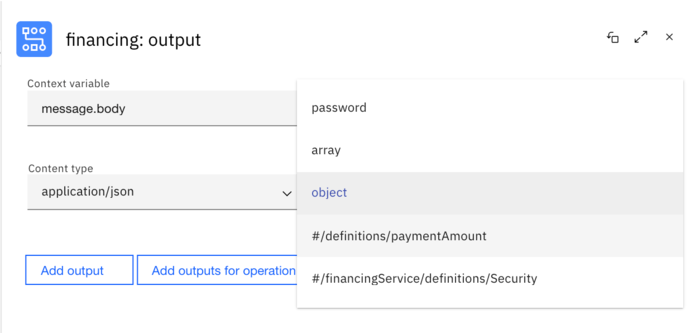 financing: output
Context variable
message.body
Content type
application/json
Add output
Add outputs for operation
password
array
object
#/definitions/paymentAmount
#/financingService/definitions/Security